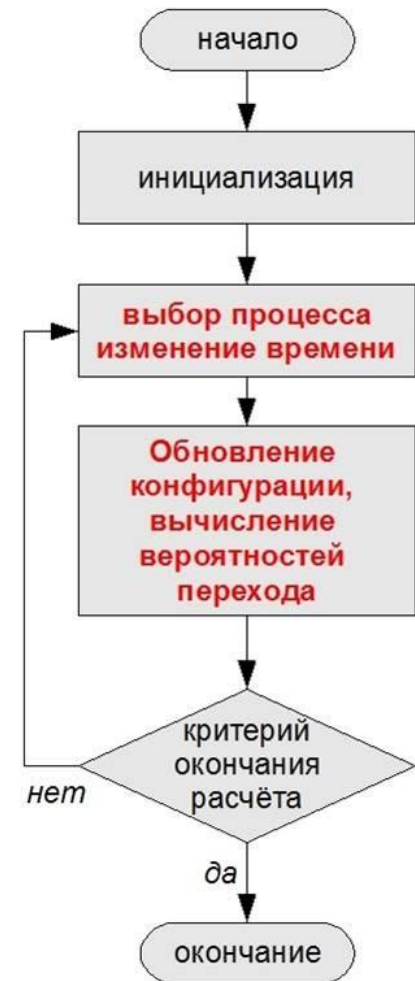 начало
инициализация
выбор процесса
изменение времени
Обновление
конфигурации,
вычисление
вероятностей
перехода
критерий
окончания
расчёта
нет
да
окончание